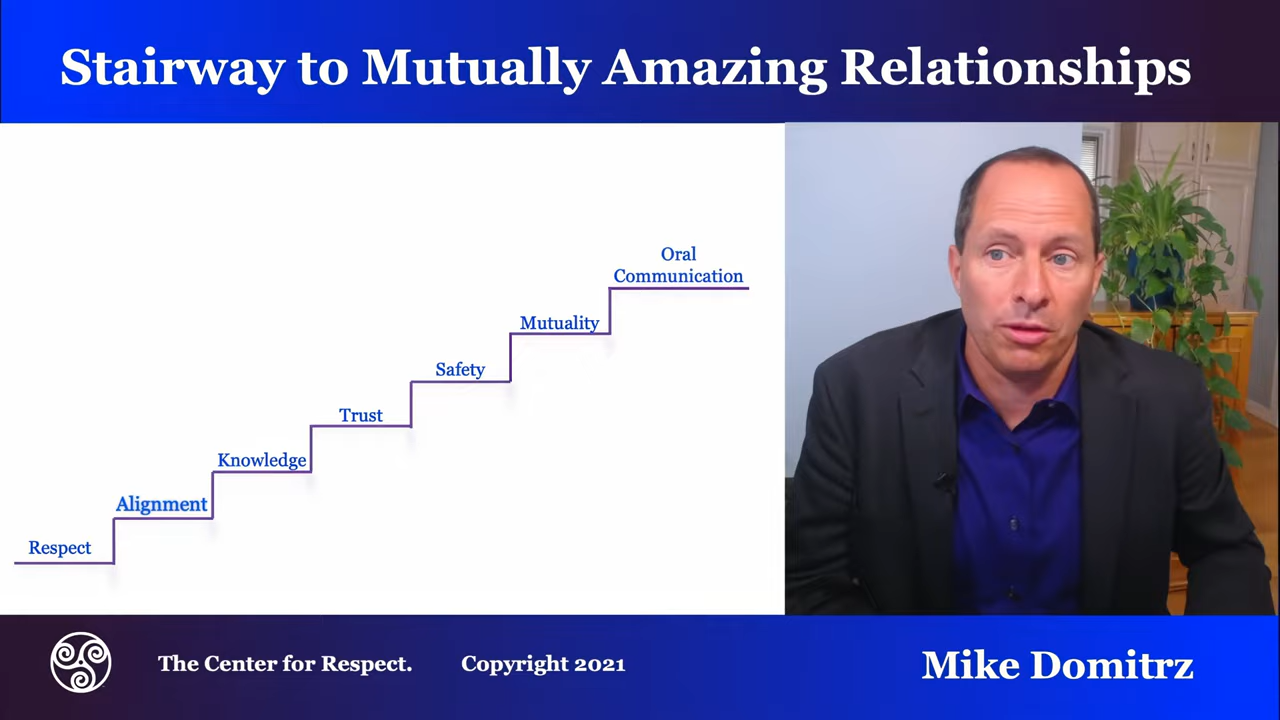 Stairway to Mutually Amazing Relationships
Oral
Communication
Mutuality
Safety
Trust
Knowledge
Alignment
Respect
The Center for Respect. Copyright 2021
Mike Domitrz